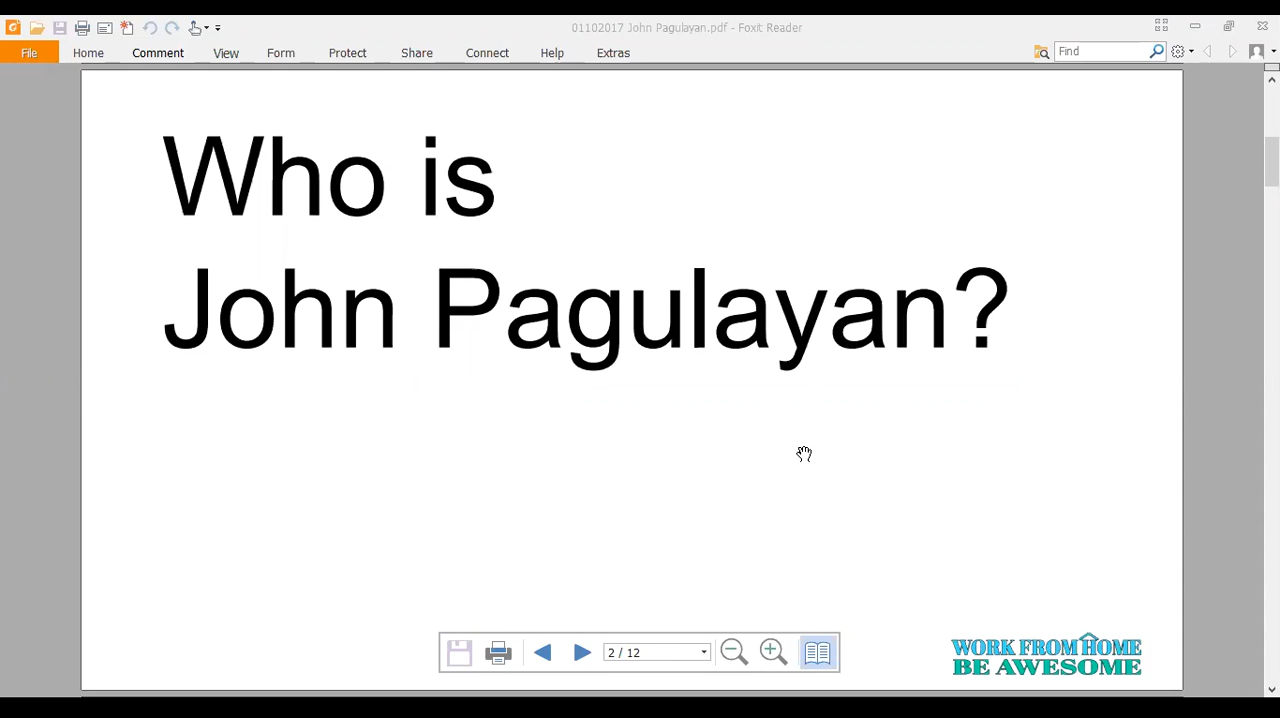 01102017 John Pagulayan.pdf - Foxit Reader
File Home Comment View Form Protect Share Connect Help Extras Find
Who is
John Pagulayan?
2 / 12
WORK FROM HOME
BE AWESOME